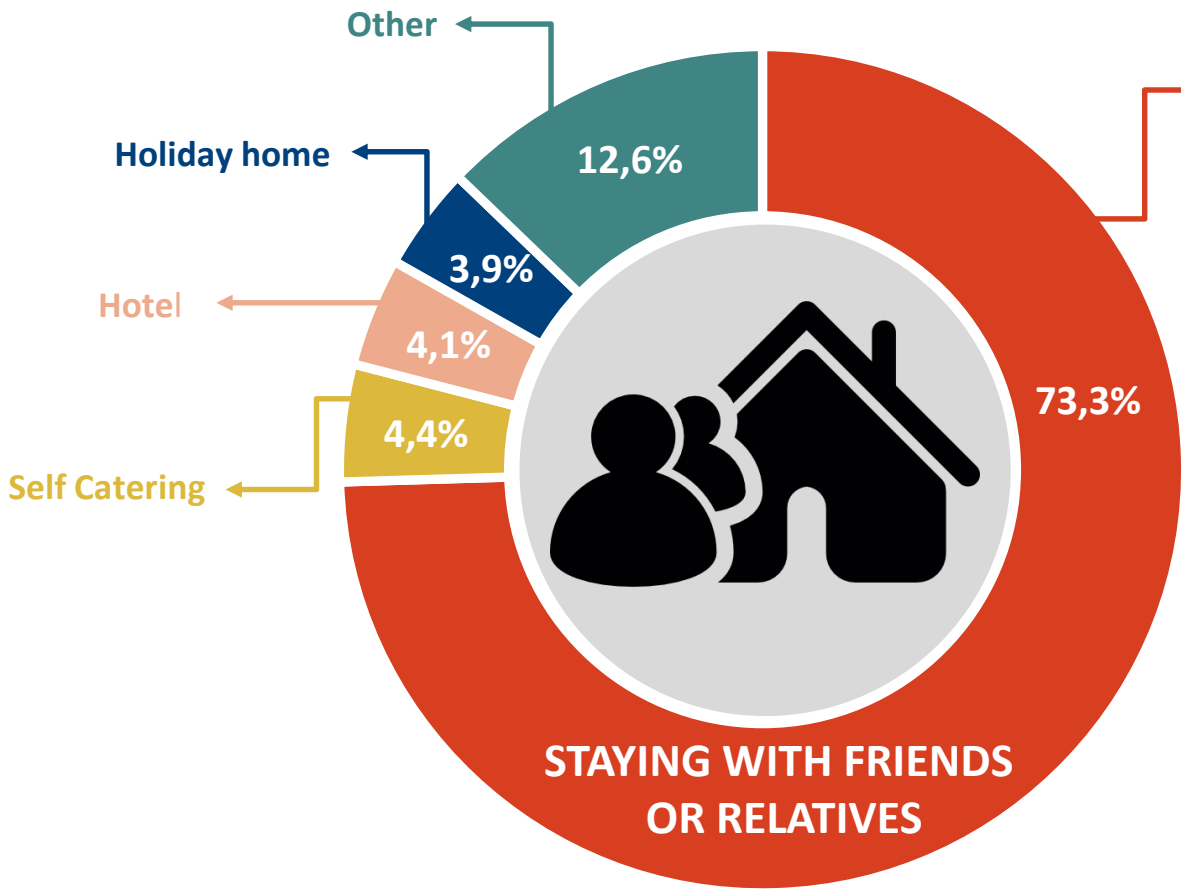 Other
12,6%
Holiday home
3,9%
Hotel
4,1%
73,3%
4,4%
Self Catering
STAYING WITH FRIENDS
OR RELATIVES